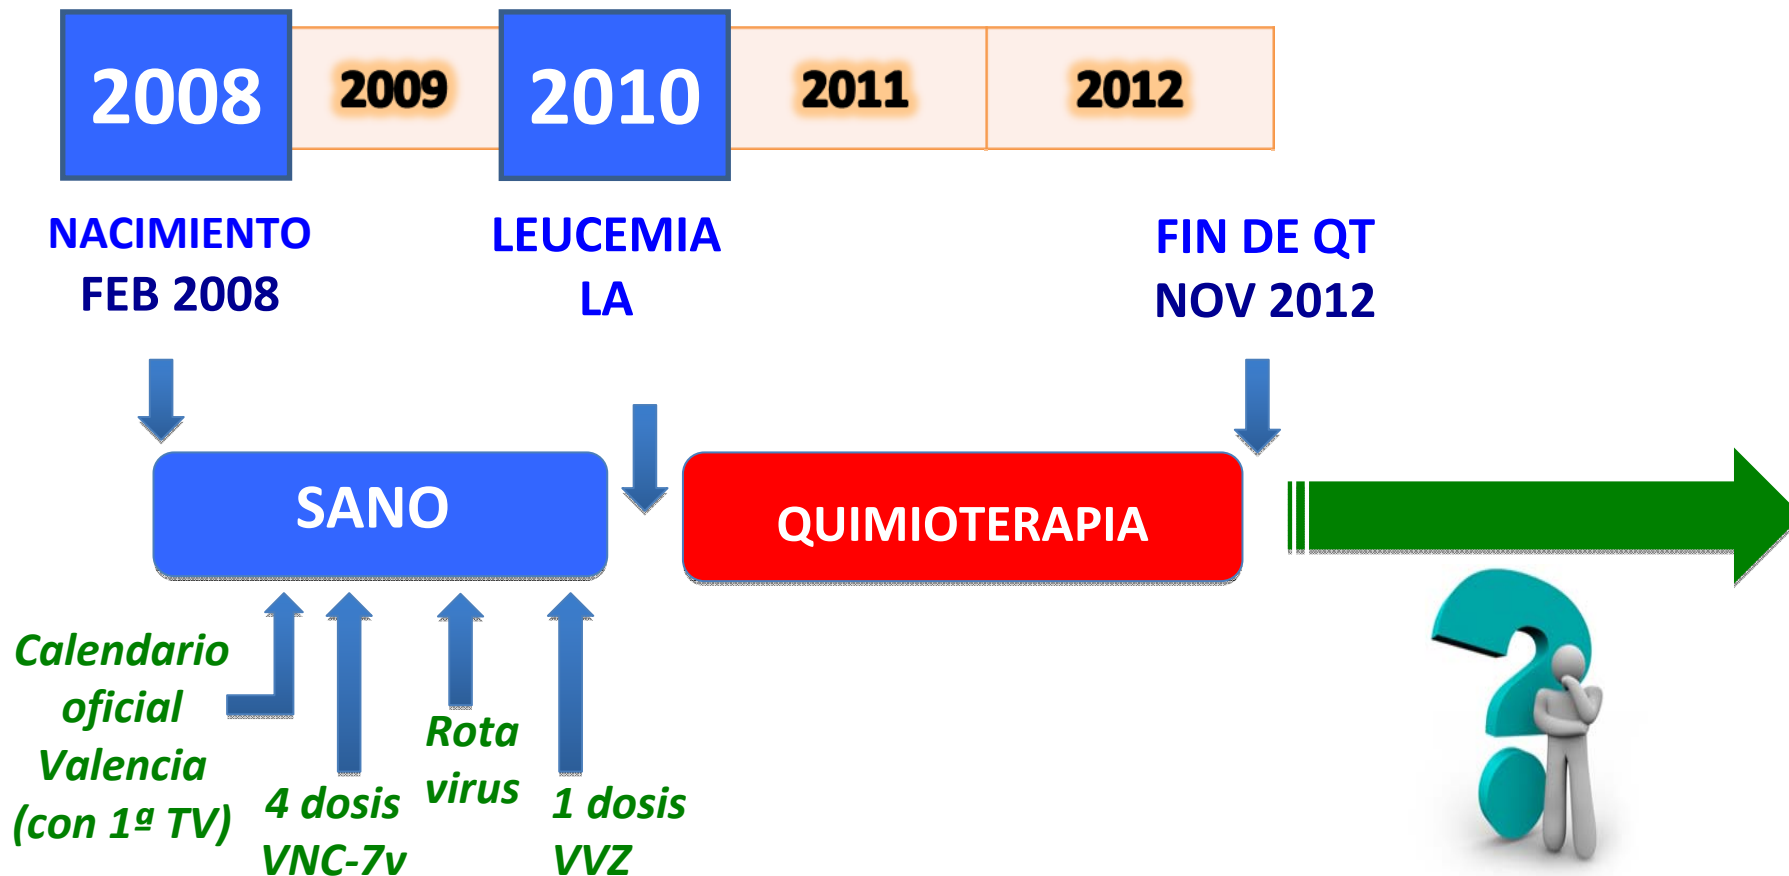 2008
2009
2010
2011
2012
NACIMIENTO
FEB 2008
LEUCEMIA
LA
FIN DE QT
NOV 2012
SANO
QUIMIOTERAPIA
Calendario
oficial
Valencia
(con 1ª TV)
4 dosis
VNC-7v
Rota
virus
1 dosis
VVZ